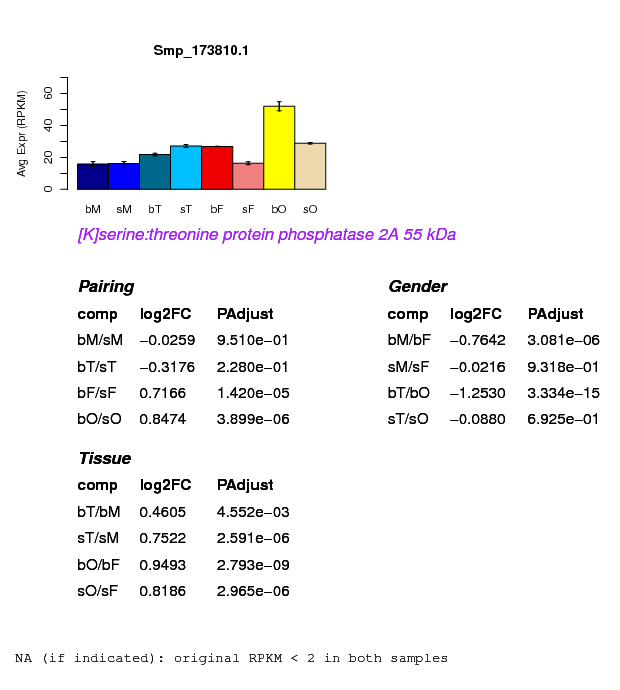 Smp_173810.1
Avg Expr (RPKM)
60
40
20
0
bM sM bT sT bF sF bO sO
[K]serine:threonine protein phosphatase 2A 55 kDa
Pairing
comp log2FC PAdjust
bM/sM −0.0259 9.510e−01
bT/sT −0.3176 2.280e−01
bF/sF 0.7166 1.420e−05
bO/sO 0.8474 3.899e−06
Gender
comp log2FC PAdjust
bM/bF −0.7642 3.081e−06
sM/sF −0.0216 9.318e−01
bT/bO −1.2530 3.334e−15
sT/sO −0.0880 6.925e−01
Tissue
comp log2FC PAdjust
bT/bM 0.4605 4.552e−03
sT/sM 0.7522 2.591e−06
bO/bF 0.9493 2.793e−09
sO/sF 0.8186 2.965e−06
NA (if indicated): original RPKM < 2 in both samples